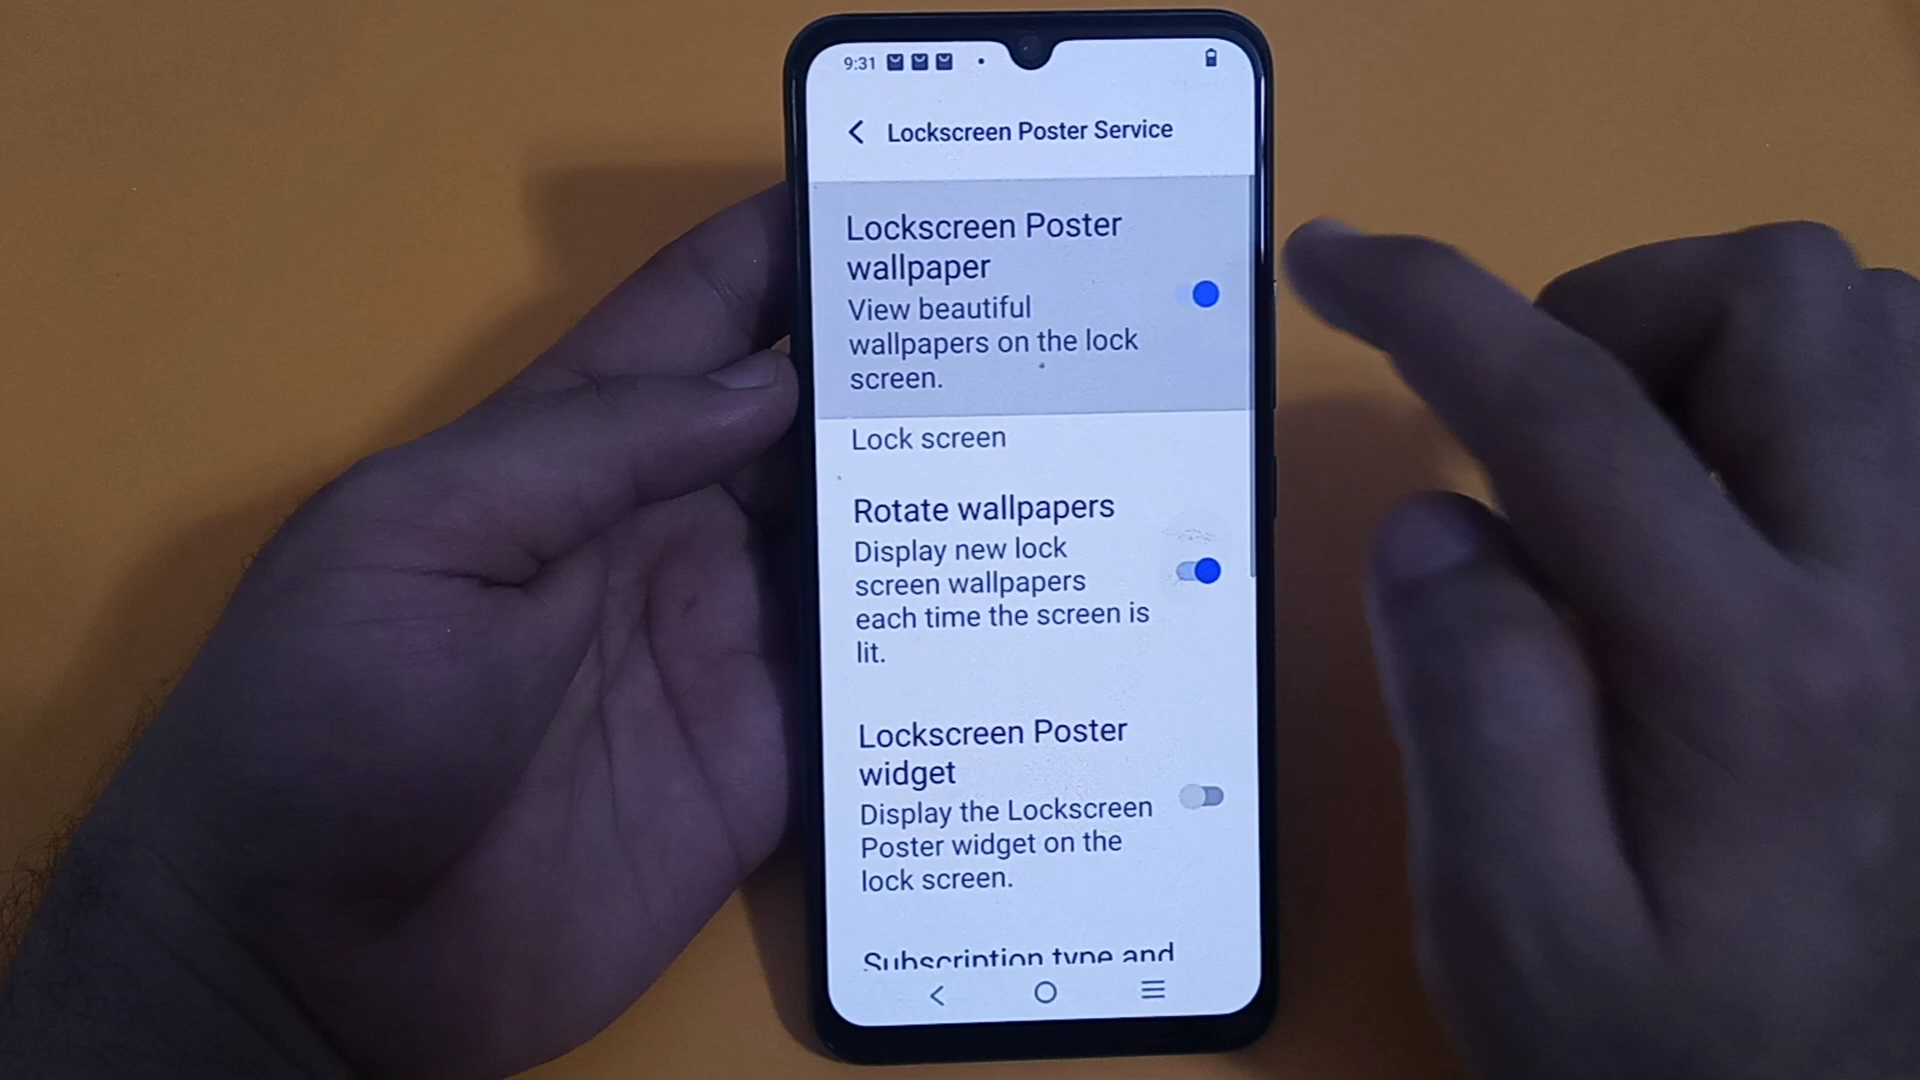 9:31
Lockscreen Poster Service
Lockscreen Poster
wallpaper
View beautiful
wallpapers on the lock
screen.
Lock screen
Rotate wallpapers
Display new lock
screen wallpapers
each time the screen is
lit.
Lockscreen Poster
widget
Display the Lockscreen
Poster widget on the
lock screen.
Subscription type and